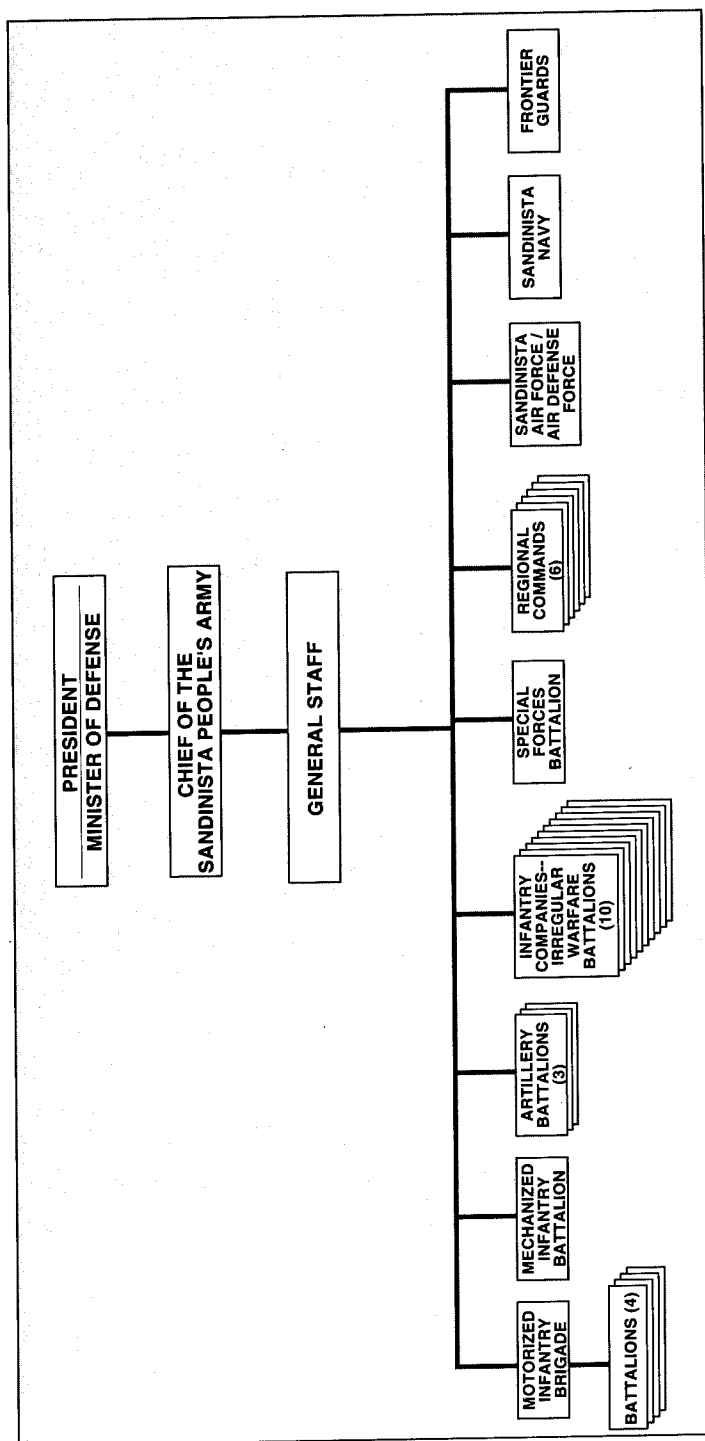 PRESIDENT
MINISTER OF DEFENSE
CHIEF OF THE
SANDINISTA PEOPLE'S ARMY
GENERAL STAFF
MOTORIZED
INFANTRY
BRIGADE
BATTALIONS (4)
MECHANIZED
INFANTRY
BATTALION
ARTILLERY
BATTALIONS
(3)
INFANTRY
COMPANIES--
IRREGULAR
WARFARE
BATTALIONS
(10)
SPECIAL
FORCES
BATTALION
REGIONAL
COMMANDS
(6)
SANDINISTA
AIR FORCE /
AIR DEFENSE
FORCE
SANDINISTA
NAVY
FRONTIER
GUARDS